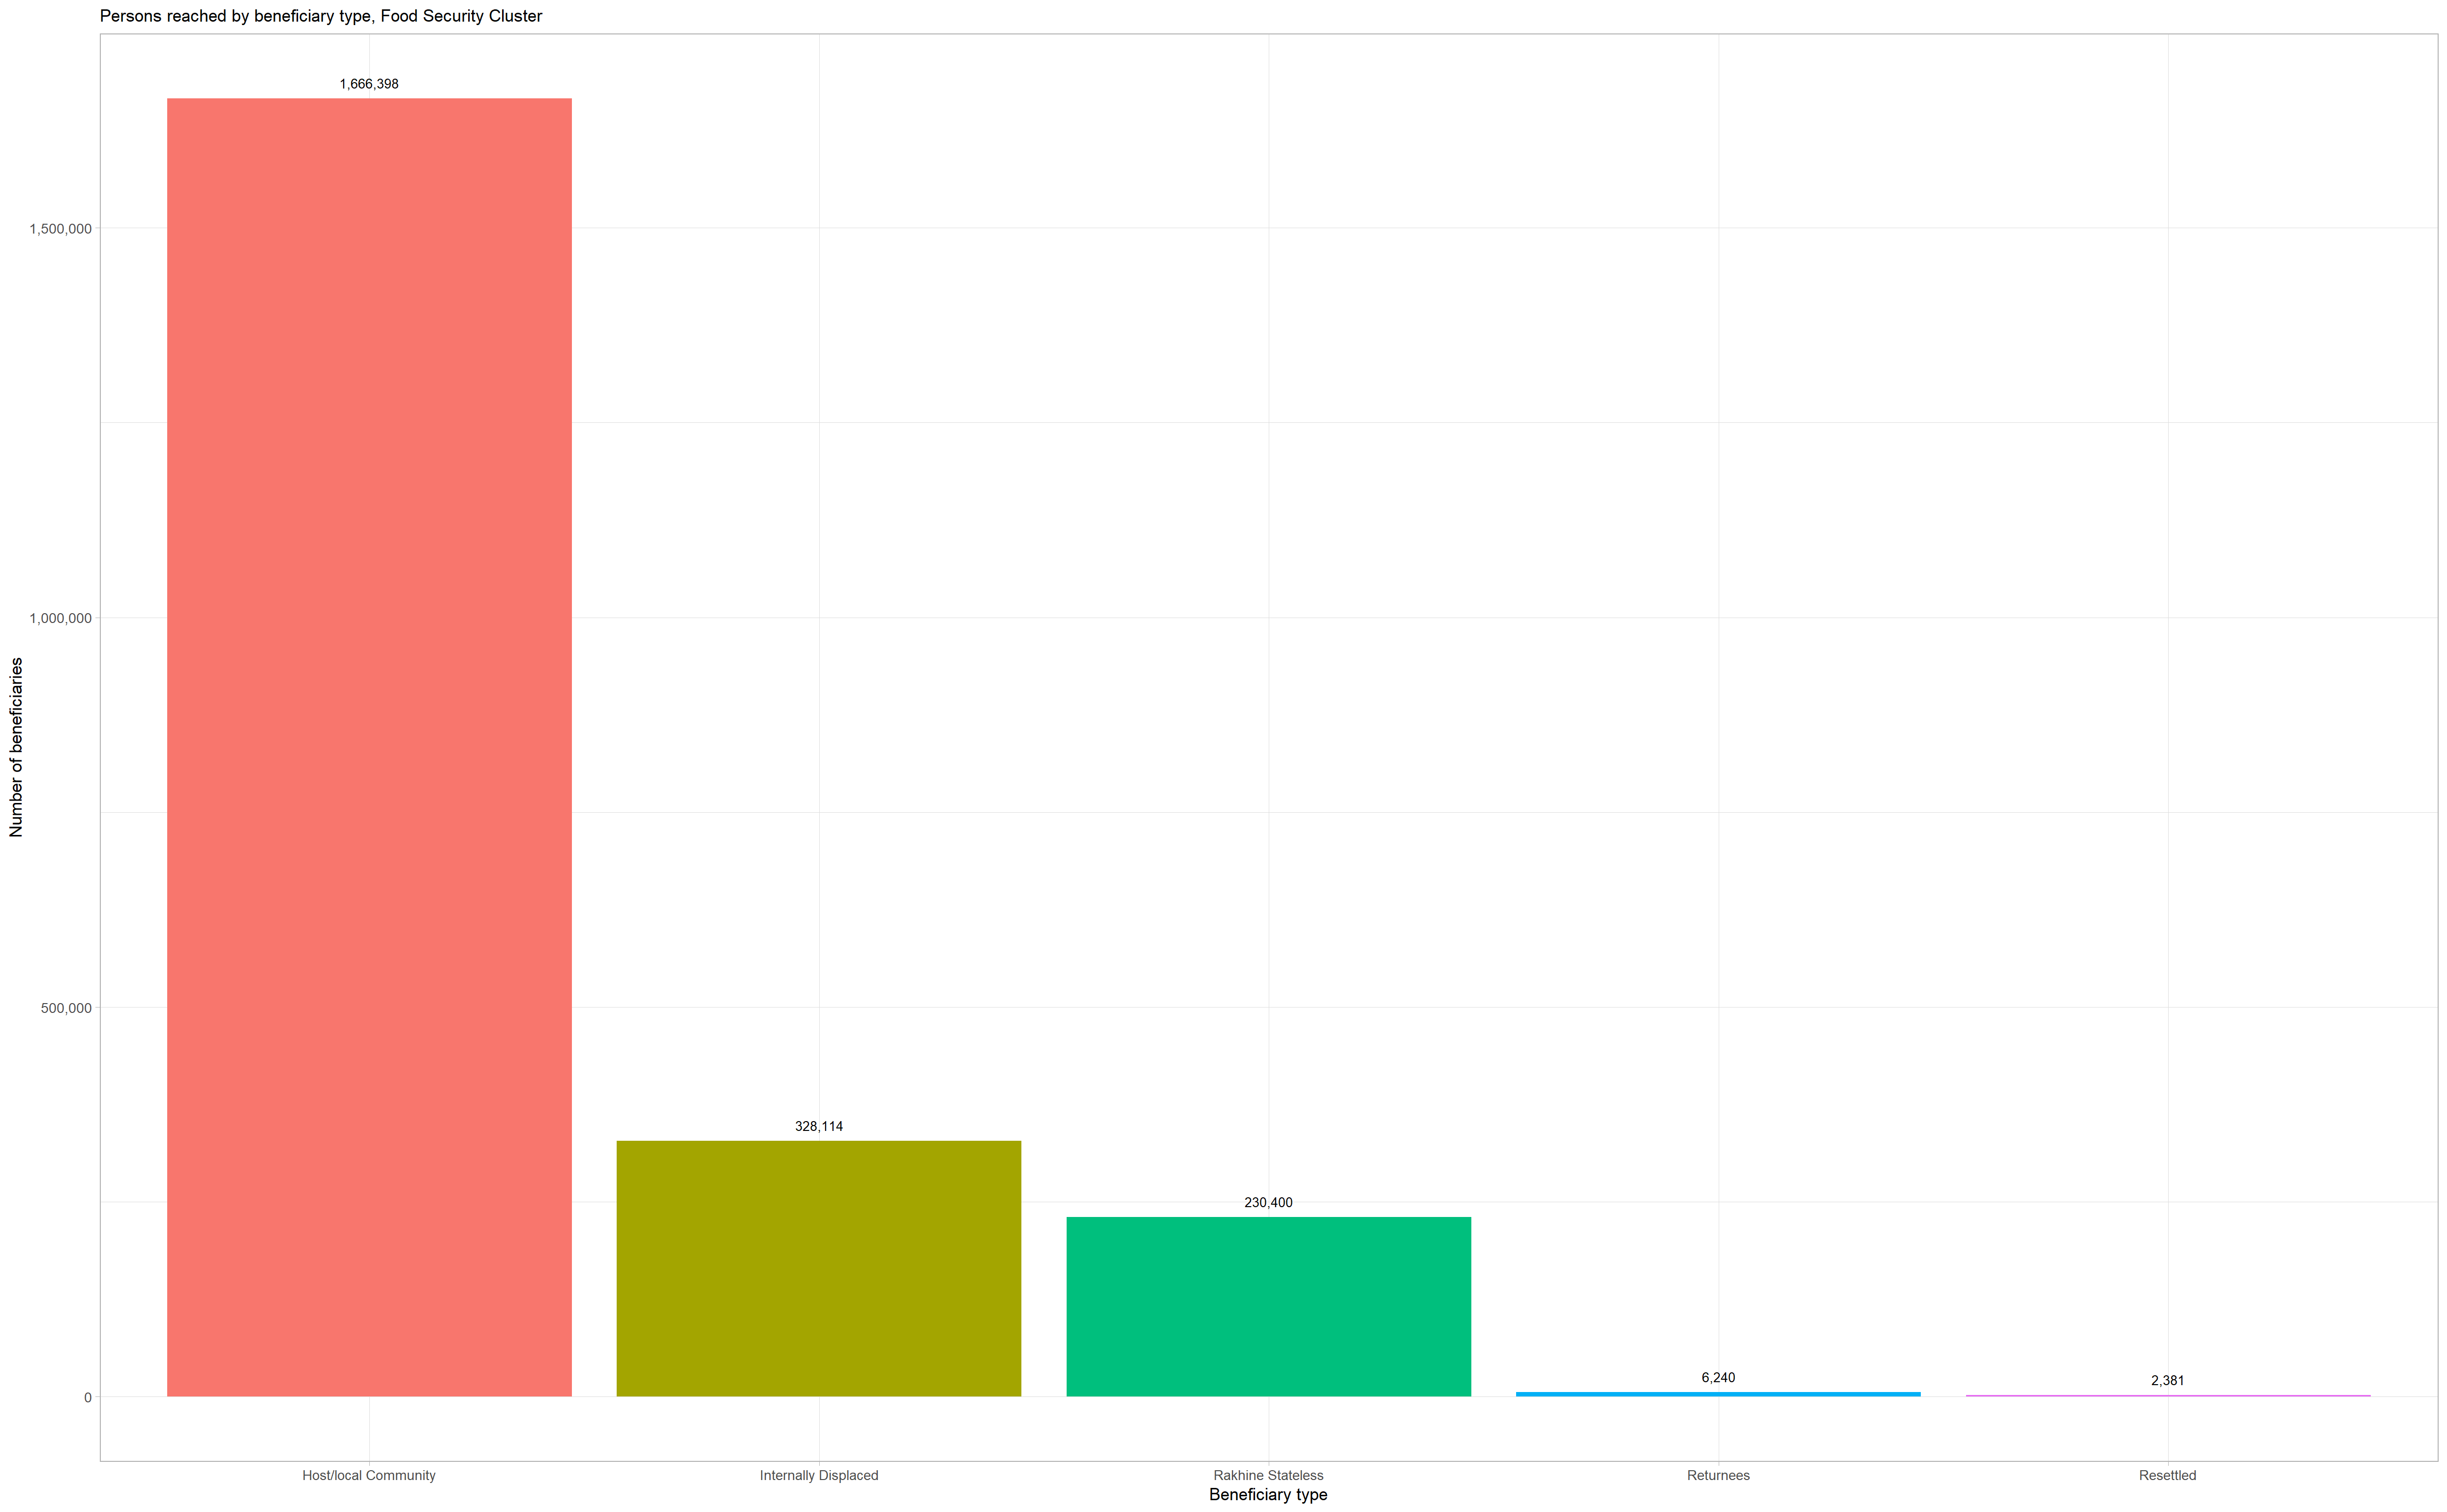 Persons reached by beneficiary type, Food Security Cluster
1,666,398
1,500,000
1,000,000
Number of beneficiaries
500,000
328,114
230,400
6,240
2,381
0
Host/local Community
Internally Displaced
Rakhine Stateless
Returnees
Resettled
Beneficiary type